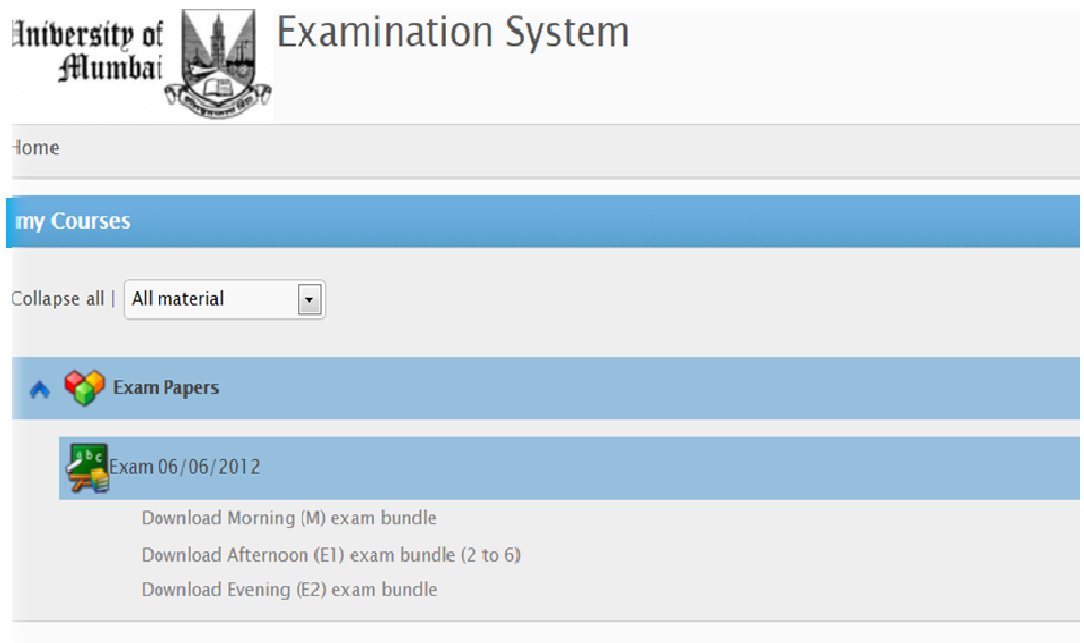 University of
Mumbai
Examination System
Home
my Courses
Collapse all |
All material
Exam Papers
abc
Exam 06/06/2012
Download Morning (M) exam bundle
Download Afternoon (E1) exam bundle (2 to 6)
Download Evening (E2) exam bundle